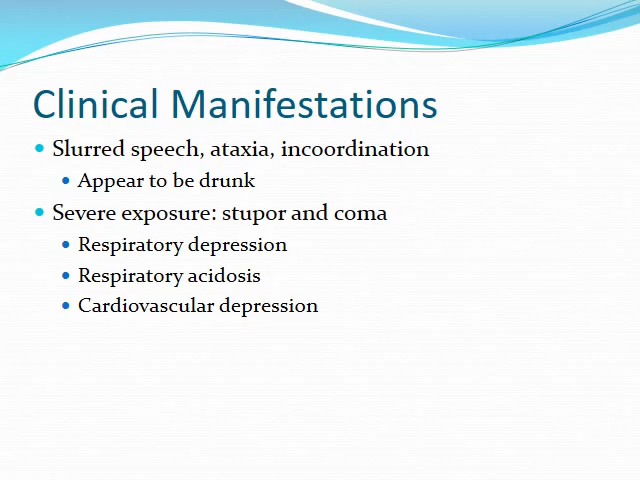 Clinical Manifestations
Slurred speech, ataxia, incoordination
Appear to be drunk
Severe exposure: stupor and coma
Respiratory depression
Respiratory acidosis
Cardiovascular depression